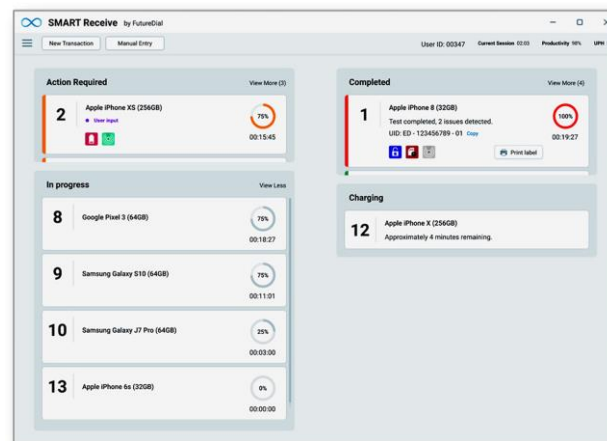 SMART Receive by FutureDial
New Transaction
Manual Entry
User ID: 00347
Current Session 02:03
Productivity 98%
UPH
Action Required
View More (3)
2
Apple iPhone XS (256GB)
User input
75%
00:15:45
In progress
View Less
8
Google Pixel 3 (64GB)
75%
00:18:27
9
Samsung Galaxy S10 (64GB)
75%
00:11:01
10
Samsung Galaxy J7 Pro (64GB)
25%
00:03:00
13
Apple iPhone 6s (32GB)
0%
00:00:00
Completed
View More (4)
1
Apple iPhone 8 (32GB)
Test completed, 2 issues detected.
UID: ED - 123456789 - 01 Copy
100%
00:19:27
Print label
Charging
12
Apple iPhone X (256GB)
Approximately 4 minutes remaining.